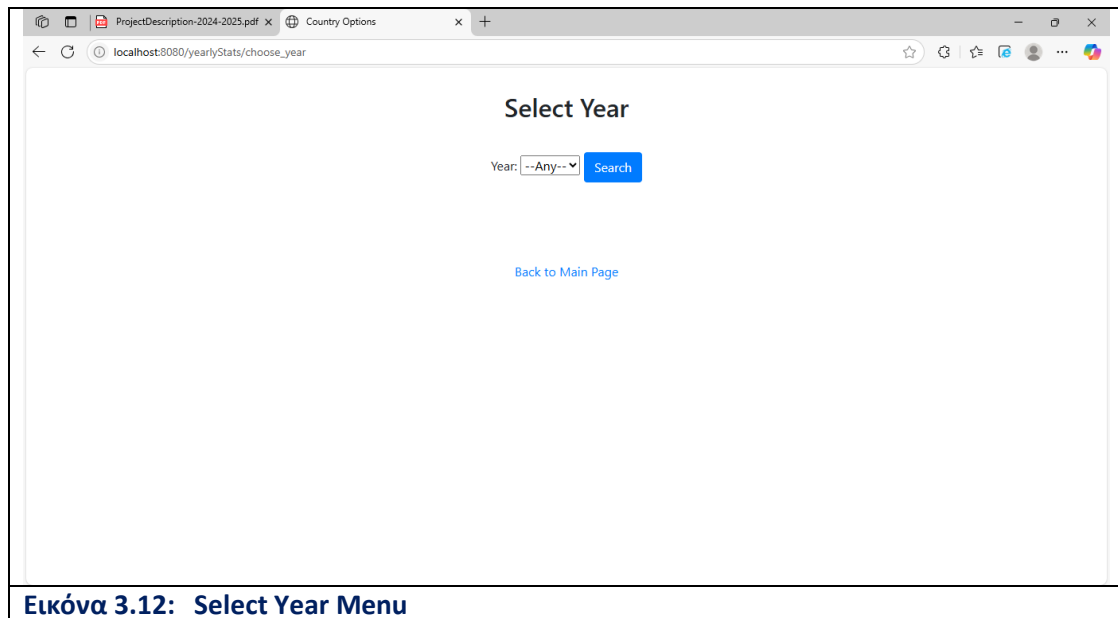 ProjectDescription-2024-2025.pdf
Country Options
localhost:8080/yearlyStats/choose_year
Select Year
Year: --Any-- Search
Back to Main Page
Εικόνα 3.12: Select Year Menu